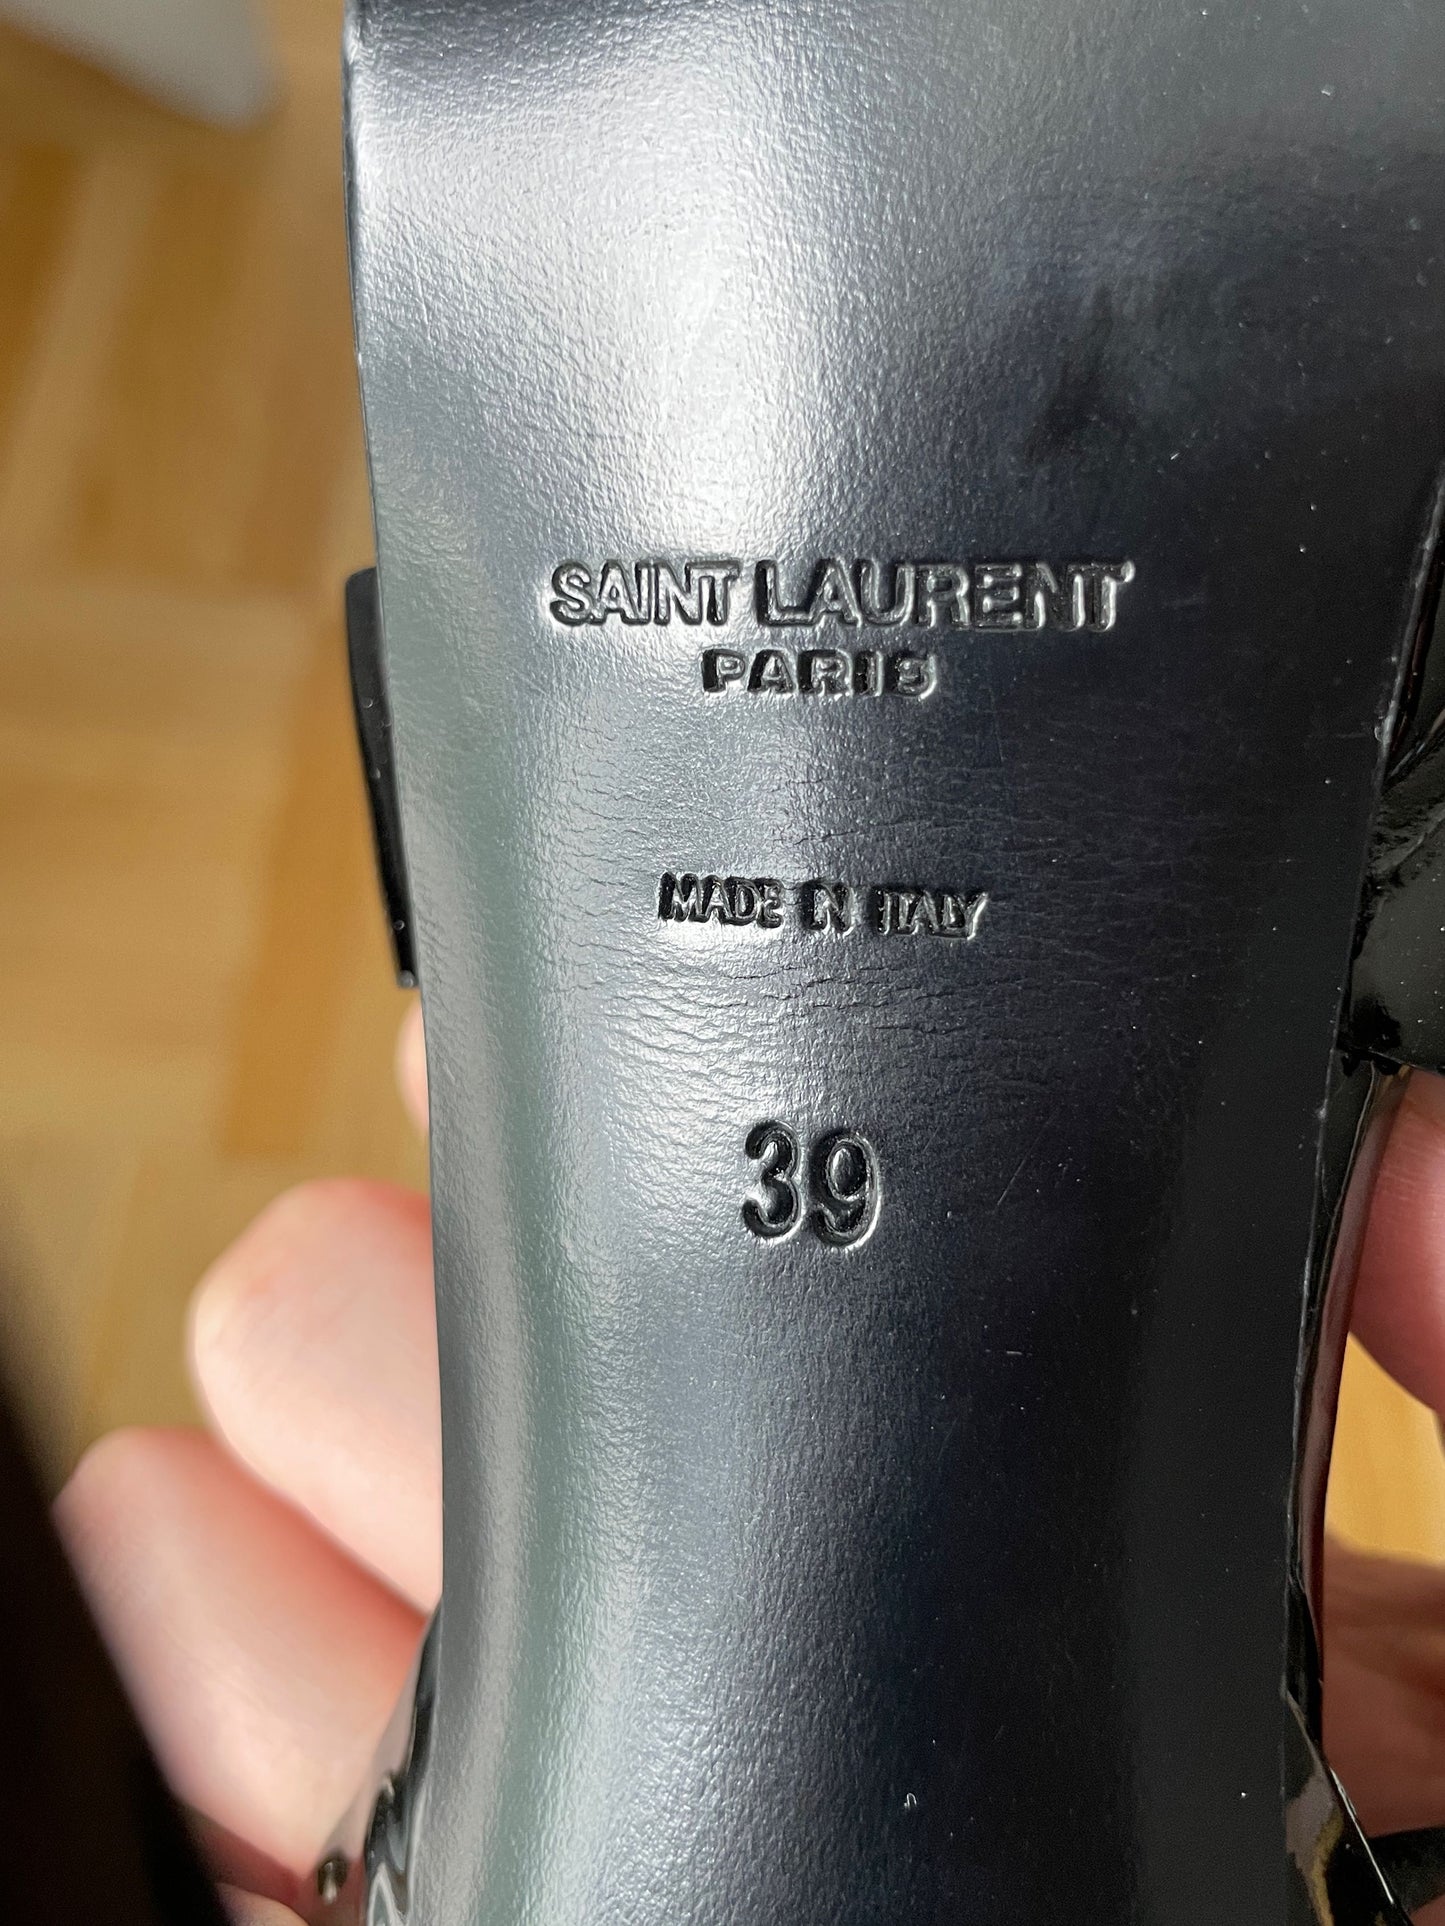 SAINT LAURENT
PARIS
MADE IN ITALY
39